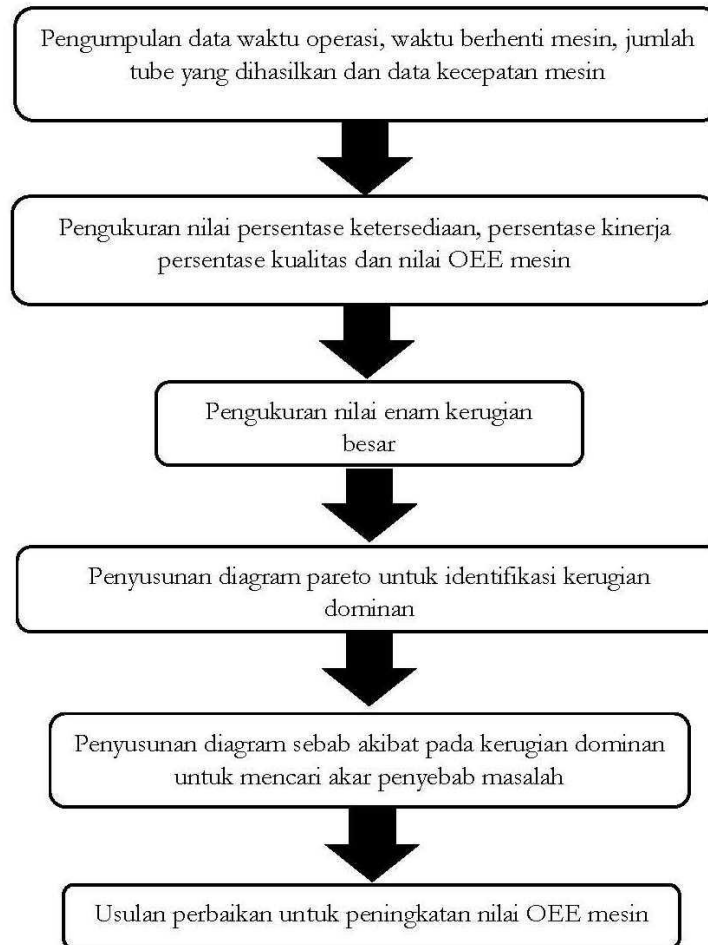 Pengumpulan data waktu operasi, waktu berhenti mesin, jumlah
tube yang dihasilkan dan data kecepatan mesin
Pengukuran nilai persentase ketersediaan, persentase kinerja
persentase kualitas dan nilai OEE mesin
Pengukuran nilai enam kerugian
besar
Penyusunan diagram pareto untuk identifikasi kerugian
dominan
Penyusunan diagram sebab akibat pada kerugian dominan
untuk mencari akar penyebab masalah
Usulan perbaikan untuk peningkatan nilai OEE mesin